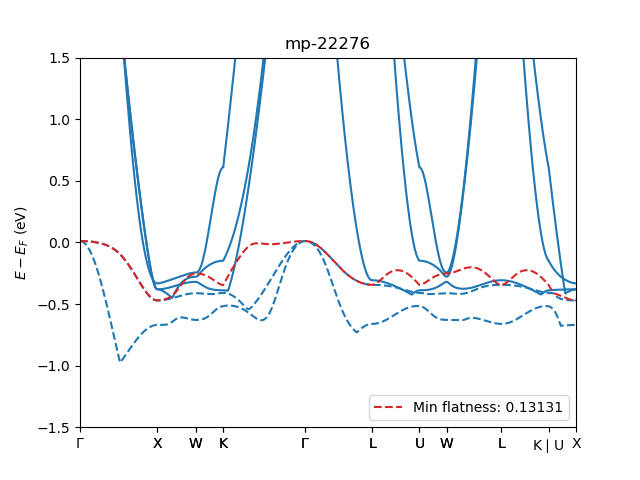 mp-22276
E − E_F (eV)
1.5
1.0
0.5
0.0
−0.5
−1.0
−1.5
Min flatness: 0.13131
Γ X W K Γ L U W L K | U X